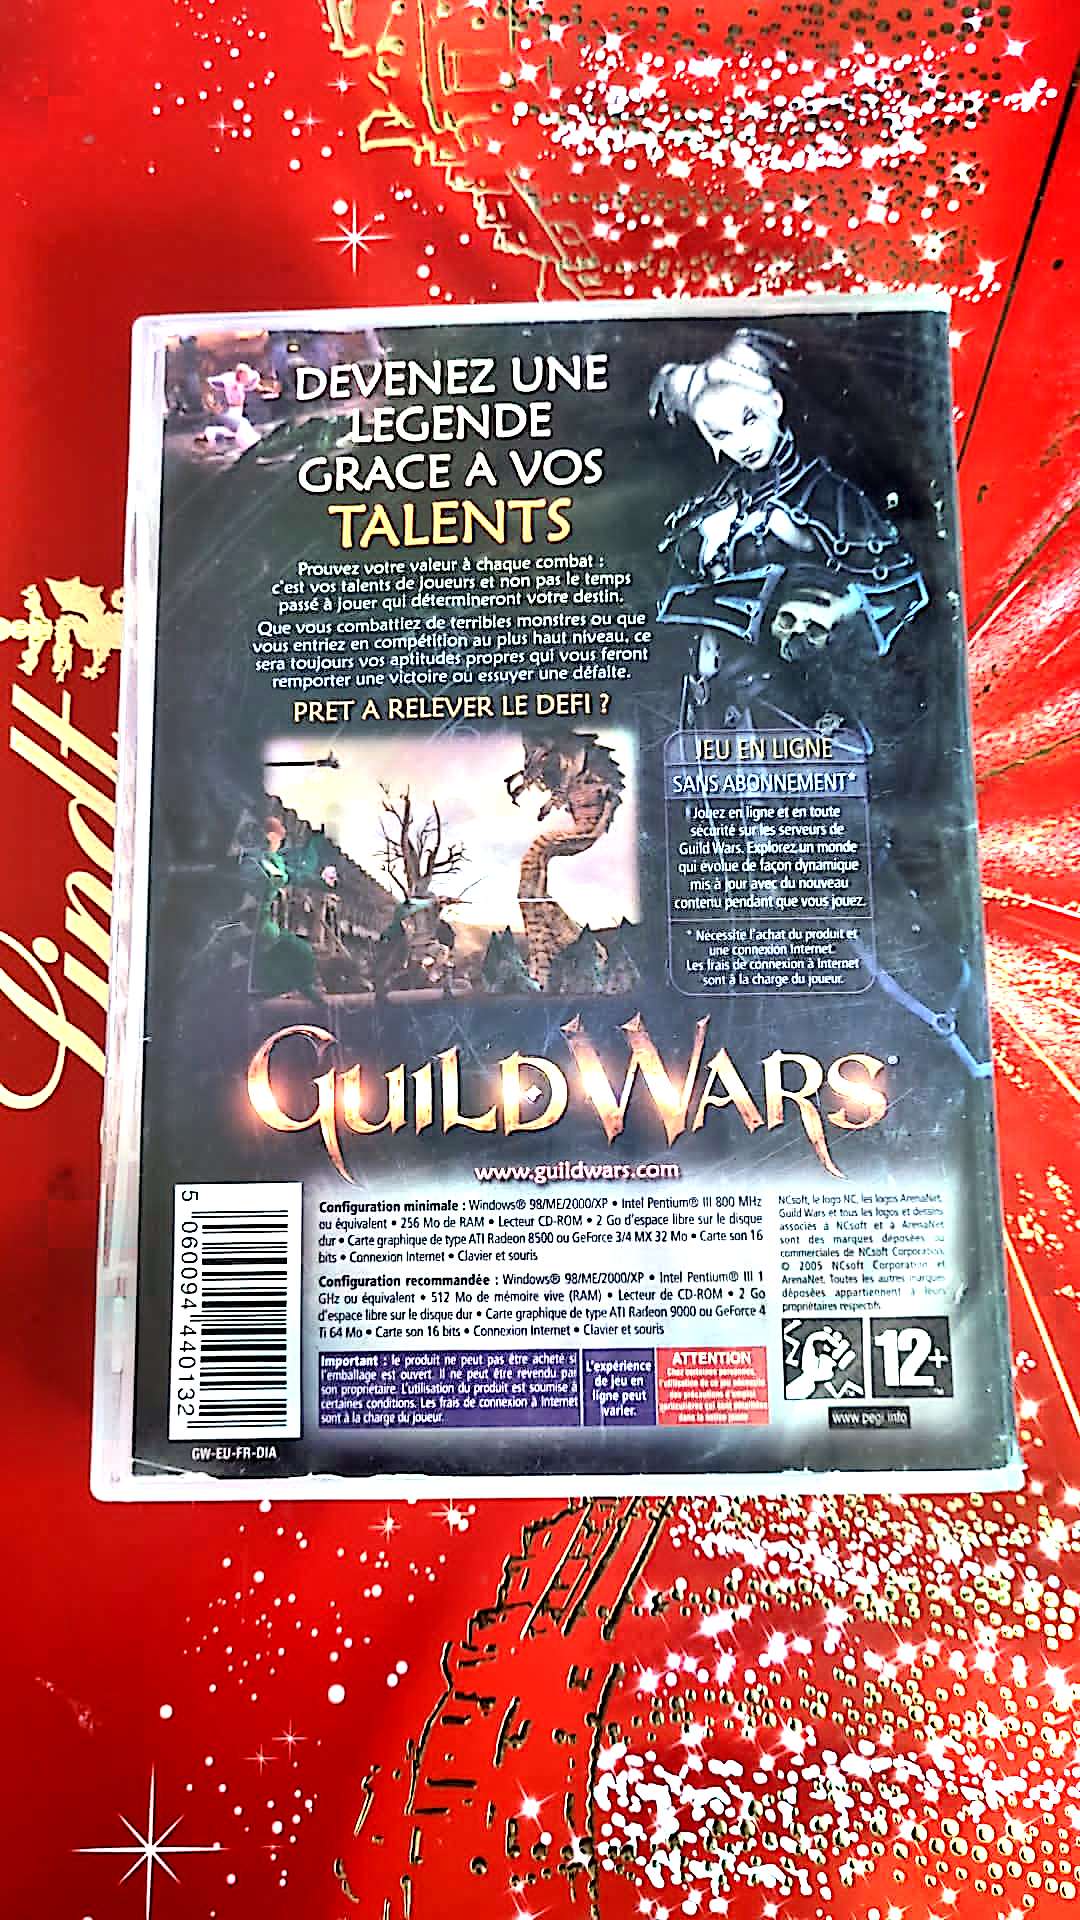 DEVENEZ UNE
LEGENDE
GRACE A VOS
TALENTS
Prouvez votre valeur à chaque combat :
c'est vos talents de Joueurs et non pas le temps
passé à Jouer qui détermineront votre destin.
Que vous combattiez de terribles monstres ou que
vous entriez en compétition au plus haut niveau, ce
sera toujours vos aptitudes propres qui vous feront
remporter une victoire ou essuyer une défaite.
PRET A RELEVER LE DEFI ?
JEU EN LIGNE
SANS ABONNEMENT*
Jouez en ligne et en toute
sécurité sur les serveurs de
Guild Wars. Explorez un monde
qui évolue de façon dynamique
mis à jour avec du nouveau
contenu pendant que vous jouez.
* Nécessite l'achat du produit et
une connexion Internet.
Les frais de connexion à Internet
sont à la charge du joueur.
Lindt
GUILD WARS®
www.guildwars.com
5 060094 440132
GW-EU-FR-DIA
Configuration minimale : Windows® 98/ME/2000/XP • Intel Pentium® III 800 MHz
ou équivalent • 256 Mo de RAM • Lecteur CD-ROM • 2 Go d'espace libre sur le disque
dur • Carte graphique de type ATI Radeon 8500 ou GeForce 3/4 MX 32 Mo • Carte son 16
bits • Connexion Internet • Clavier et souris
Configuration recommandée : Windows® 98/ME/2000/XP • Intel Pentium® III 1
GHz ou équivalent • 512 Mo de mémoire vive (RAM) • Lecteur de CD-ROM • 2 Go
d'espace libre sur le disque dur • Carte graphique de type ATI Radeon 9000 ou GeForce 4
Ti 64 Mo • Carte son 16 bits • Connexion Internet • Clavier et souris
Important : le produit ne peut pas être acheté si
l'emballage est ouvert. Il ne peut être revendu par
son propriétaire. L'utilisation du produit est soumise à
certaines conditions. Les frais de connexion à Internet
sont à la charge du joueur.
L'expérience
de jeu en
ligne peut
varier.
ATTENTION
NCsoft, le logo NC, les logos ArenaNet,
Guild Wars et tous les logos et dessins
associés à NCsoft et à ArenaNet
sont des marques déposées ou
commerciales de NCsoft Corporation.
© 2005 NCsoft Corporation et
ArenaNet. Toutes les autres marques
déposées appartiennent à leurs
propriétaires respectifs.
12+
www.pegi.info